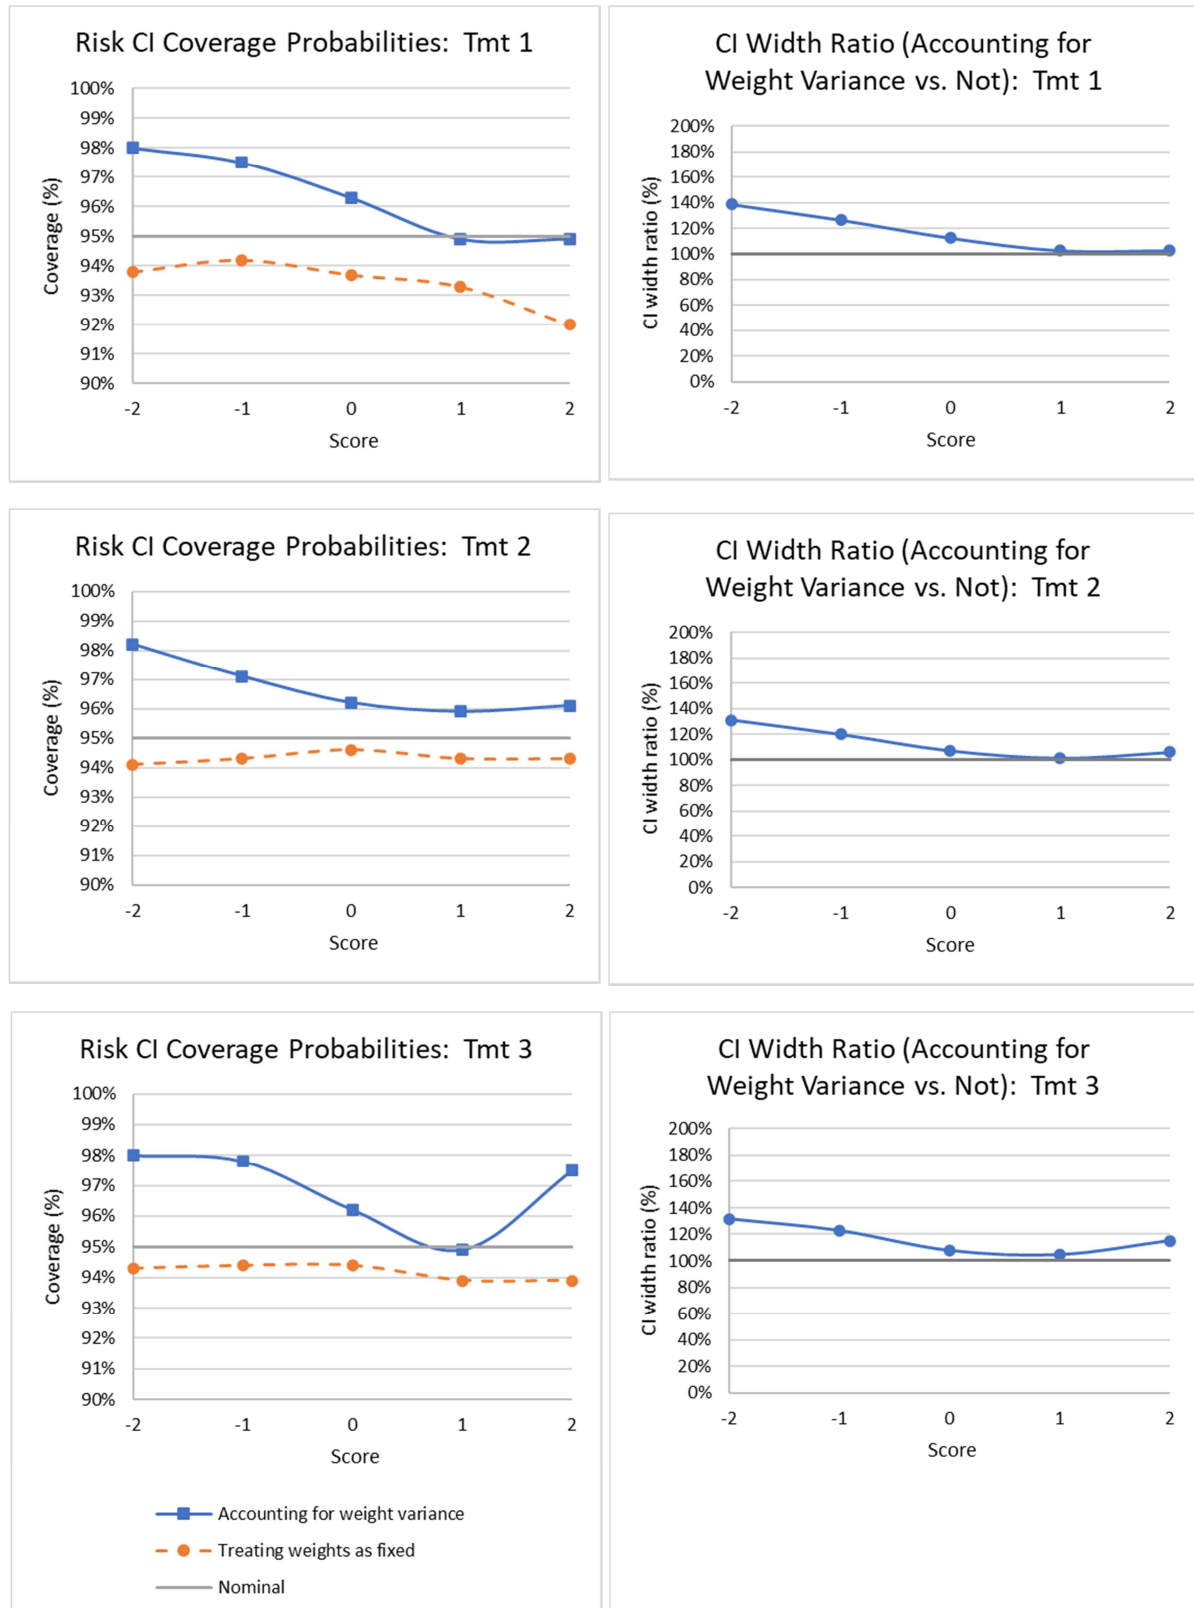 Risk CI Coverage Probabilities: Tmt 1
Coverage (%)
100%
99%
98%
97%
96%
95%
94%
93%
92%
91%
90%
-2 -1 0 1 2
Score
CI Width Ratio (Accounting for
Weight Variance vs. Not): Tmt 1
CI width ratio (%)
200%
180%
160%
140%
120%
100%
80%
60%
40%
20%
0%
-2 -1 0 1 2
Score
Risk CI Coverage Probabilities: Tmt 2
Coverage (%)
100%
99%
98%
97%
96%
95%
94%
93%
92%
91%
90%
-2 -1 0 1 2
Score
CI Width Ratio (Accounting for
Weight Variance vs. Not): Tmt 2
CI width ratio (%)
200%
180%
160%
140%
120%
100%
80%
60%
40%
20%
0%
-2 -1 0 1 2
Score
Risk CI Coverage Probabilities: Tmt 3
Coverage (%)
100%
99%
98%
97%
96%
95%
94%
93%
92%
91%
90%
-2 -1 0 1 2
Score
CI Width Ratio (Accounting for
Weight Variance vs. Not): Tmt 3
CI width ratio (%)
200%
180%
160%
140%
120%
100%
80%
60%
40%
20%
0%
-2 -1 0 1 2
Score
Accounting for weight variance
Treating weights as fixed
Nominal